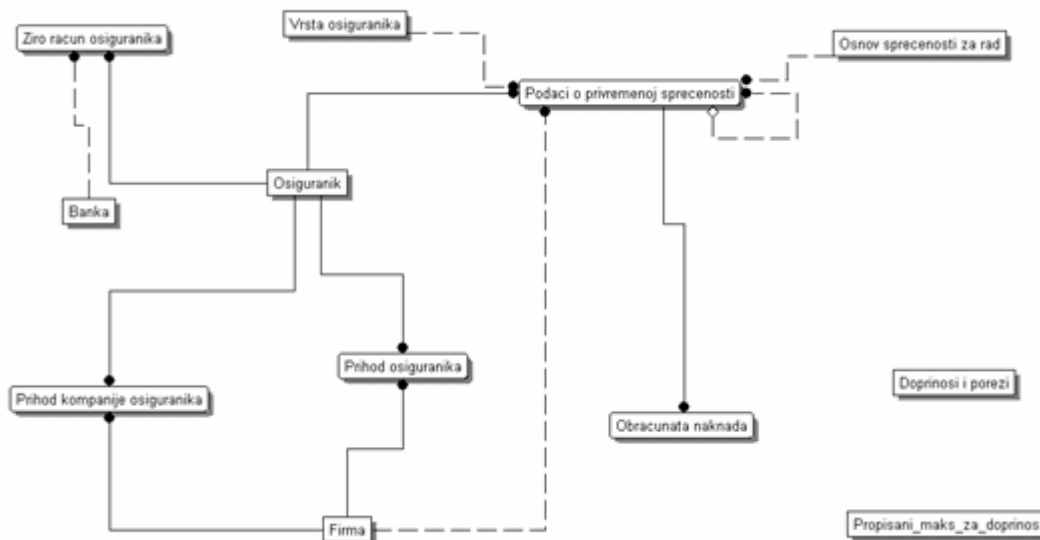 Vrsta osiguranika
Ziro racun osiguranika
Osnov sprecenosti za rad
Podaci o privremenoj sprecenosti
Osiguranik
Banka
Prihod osiguranika
Doprinosi i porezi
Prihod kompanije osiguranika
Obracunata naknada
Firma
Propisani_maks_za_doprinos